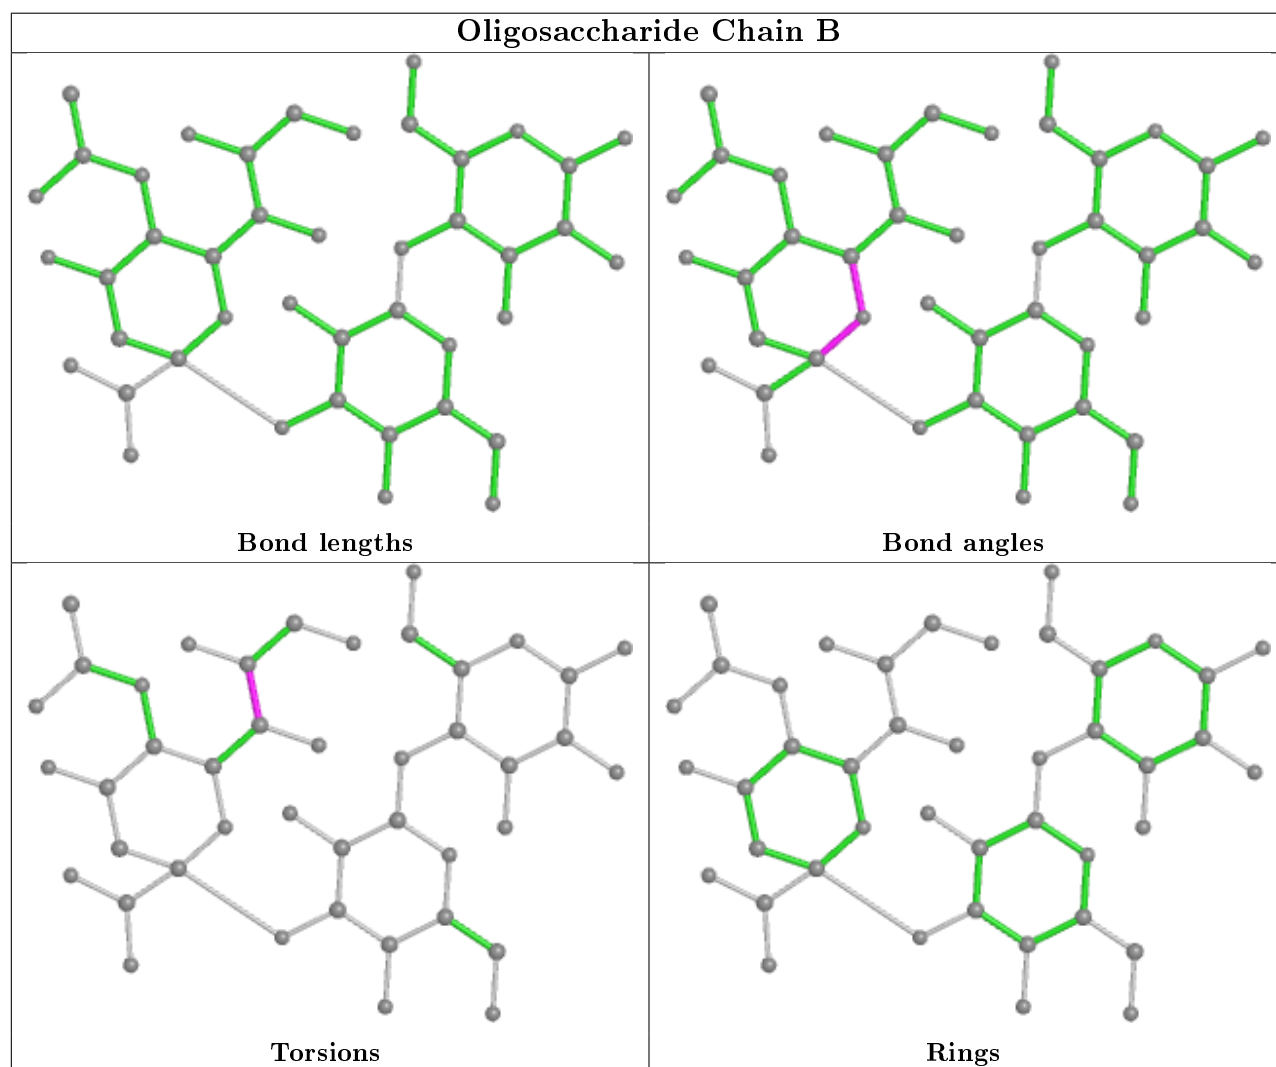 Oligosaccharide Chain B
Bond lengths
Bond angles
Torsions
Rings